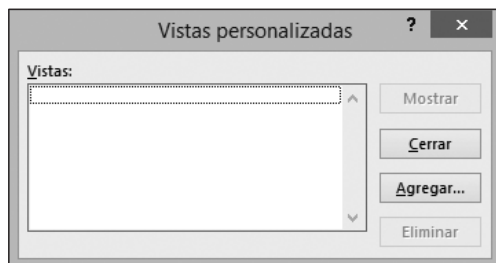 Vistas personalizadas ? ×
Vistas:
Mostrar
Cerrar
Agregar...
Eliminar